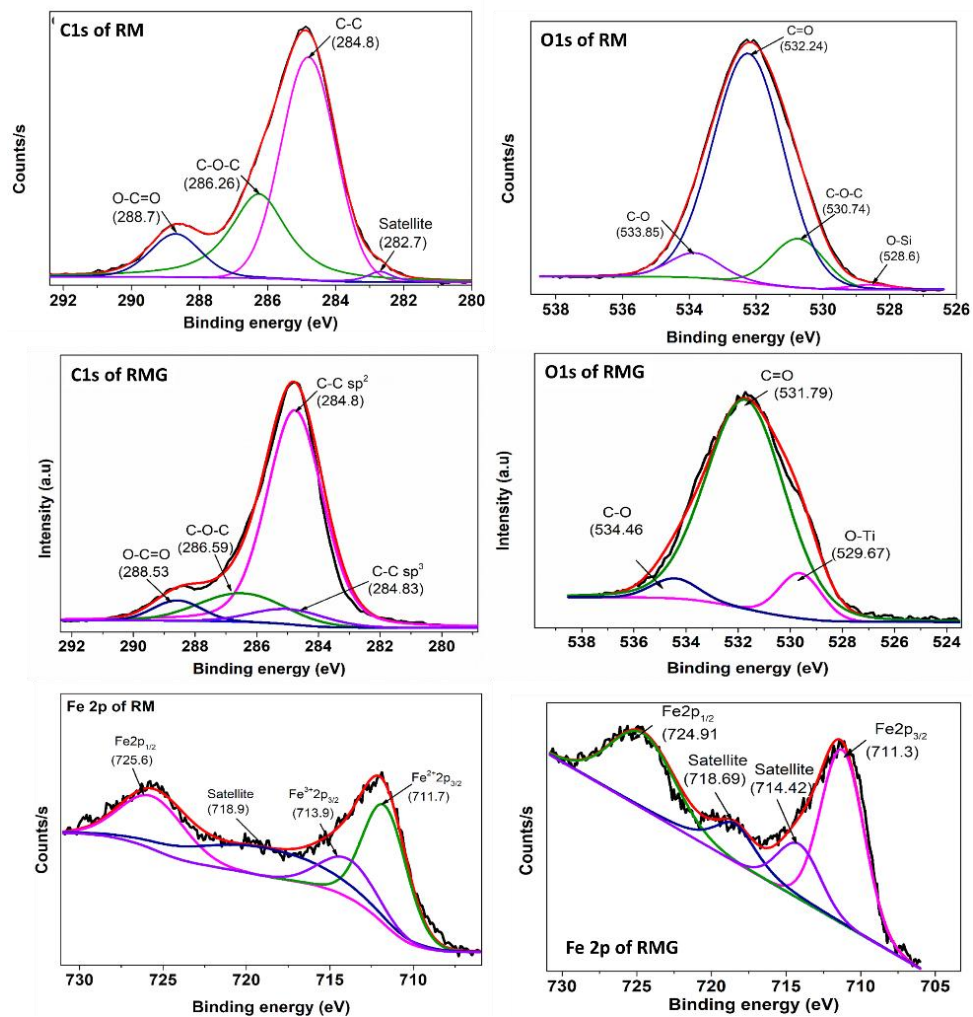 C1s of RM
C-C
(284.8)
C-O-C
(286.26)
O-C=O
(288.7)
Satellite
(282.7)
Counts/s
292 290 288 286 284 282 280
Binding energy (eV)
O1s of RM
C=O
(532.24)
C-O
(533.85)
C-O-C
(530.74)
O-Si
(528.6)
Counts/s
538 536 534 532 530 528 526
Binding energy (eV)
C1s of RMG
C-C sp²
(284.8)
C-O-C
(286.59)
O-C=O
(288.53
C-C sp³
(284.83)
Intensity (a.u)
292 290 288 286 284 282 280
Binding energy (eV)
O1s of RMG
C=O
(531.79)
C-O
(534.46
O-Ti
(529.67)
Intensity (a.u)
538 536 534 532 530 528 526 524
Binding energy (eV)
Fe 2p of RM
Fe2p₁/₂
(725.6)
Satellite
(718.9)
Fe³⁺2p₃/₂
(713.9)
Fe²⁺2p₃/₂
(711.7)
Counts/s
730 725 720 715 710
Binding energy (eV)
Fe2p₁/₂
(724.91
Satellite
(718.69)
Satellite
(714.42)
Fe2p₃/₂
(711.3)
Fe 2p of RMG
Counts/s
730 725 720 715 710 705
Binding energy (eV)